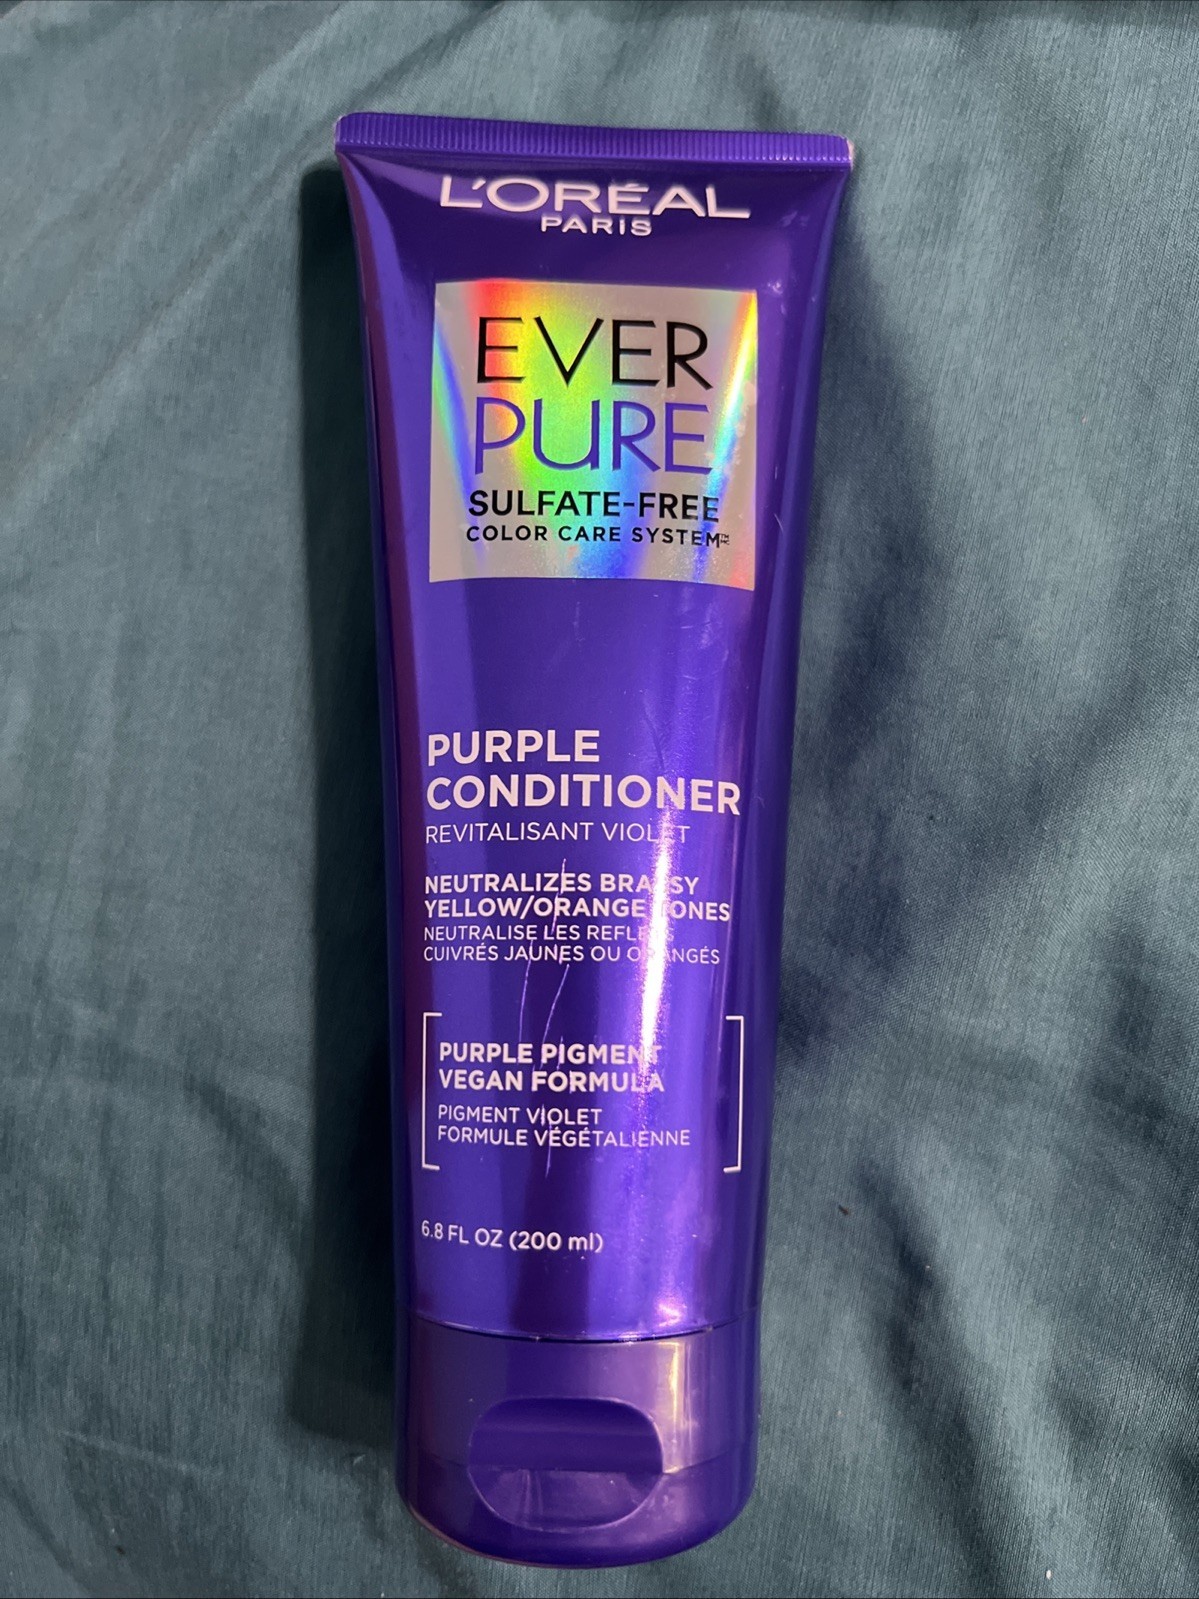 L'ORÉAL
PARIS
EVER
PURE
SULFATE-FREE
COLOR CARE SYSTEM™
PURPLE
CONDITIONER
REVITALISANT VIOLET
NEUTRALIZES BRASSY
YELLOW/ORANGE TONES
NEUTRALISE LES REFLETS
CUIVRÉS JAUNES OU ORANGÉS
PURPLE PIGMENT
VEGAN FORMULA
PIGMENT VIOLET
FORMULE VÉGÉTALIENNE
6.8 FL OZ (200 ml)